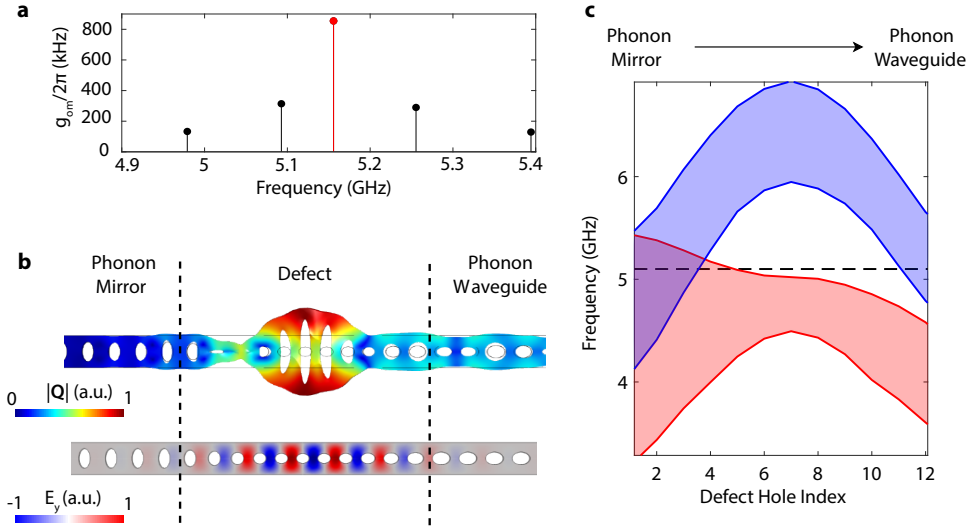 a
g_om/2π (kHz)
800
600
400
200
0
4.9
5
5.1
5.2
5.3
5.4
Frequency (GHz)
b
Phonon
Mirror
Defect
Phonon
Waveguide
0
|Q| (a.u.)
1
-1
E_y (a.u.)
1
c
Phonon
Mirror
Phonon
Waveguide
Frequency (GHz)
6
5
4
2
4
6
8
10
12
Defect Hole Index